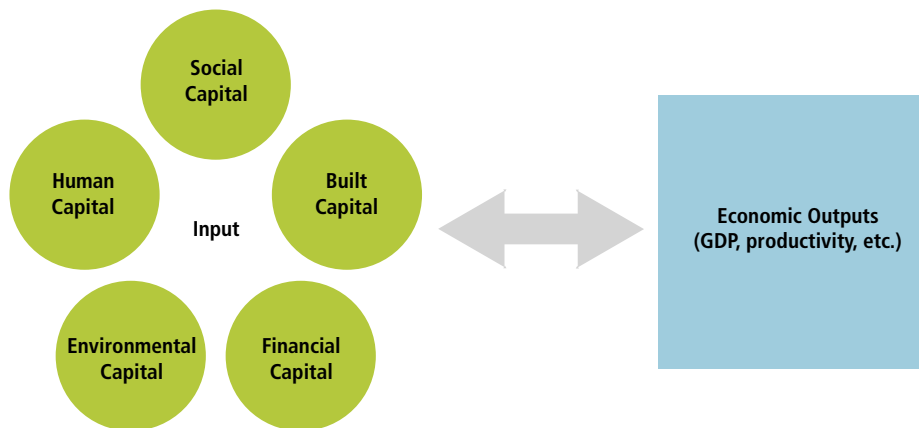 Social
Capital
Human
Capital
Built
Capital
Input
Environmental
Capital
Financial
Capital
Economic Outputs
(GDP, productivity, etc.)